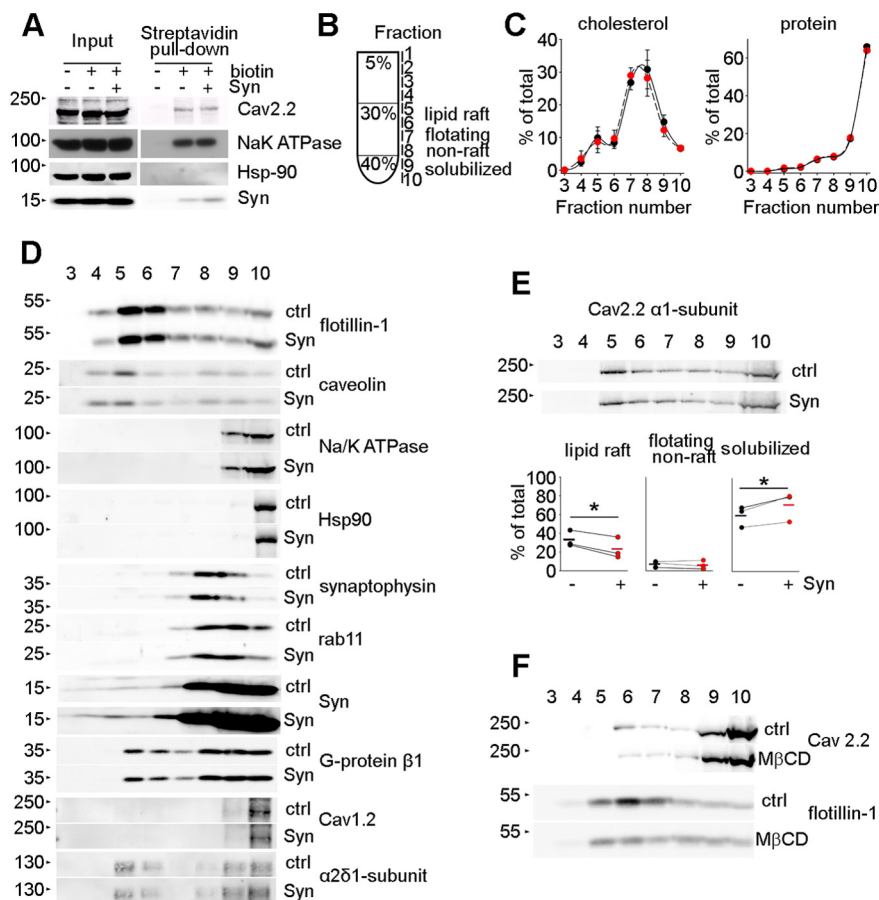 A
Input
Streptavidin
pull-down
- + + - + + biotin
+ + Syn
250
Cav2.2
100
NaK ATPase
100
Hsp-90
15
Syn
B
Fraction
1
5% 2
3
4
30% 5 lipid raft
6
7 flotating
8 non-raft
40% 9 solubilized
10
C
cholesterol
% of total
40
30
20
10
0
3 4 5 6 7 8 9 10
Fraction number
protein
% of total
60
40
20
0
3 4 5 6 7 8 9 10
Fraction number
D
3 4 5 6 7 8 9 10
55 ctrl
flotillin-1
55 Syn
25 ctrl
caveolin
25 Syn
100 ctrl
Na/K ATPase
100 Syn
100 ctrl
Hsp90
100 Syn
35 ctrl
synaptophysin
35 Syn
25 ctrl
rab11
25 Syn
15 ctrl
Syn
15 Syn
35 ctrl
G-protein β1
35 Syn
250 ctrl
Cav1.2
250 Syn
130 ctrl
α2δ1-subunit
130 Syn
E
Cav2.2 α1-subunit
3 4 5 6 7 8 9 10
250 ctrl
250 Syn
lipid raft
flotating
non-raft
solubilized
% of total
100
80
60
40
20
0
* *
- + - + - + Syn
F
3 4 5 6 7 8 9 10
250 ctrl
Cav 2.2
250 MβCD
55 ctrl
flotillin-1
55 MβCD